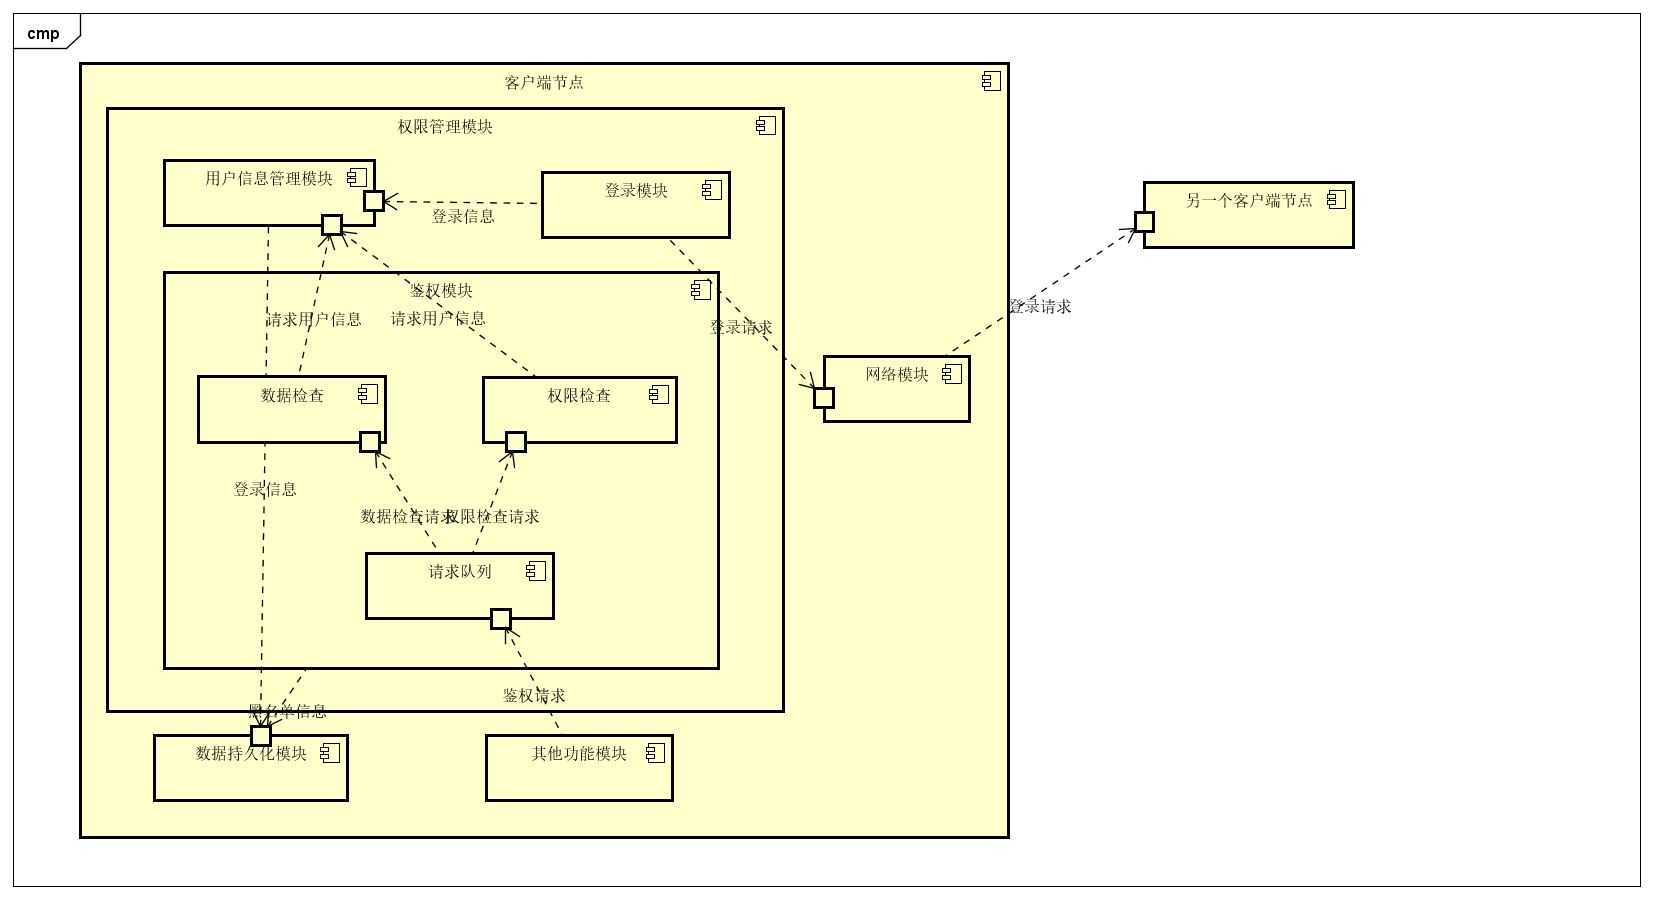 cmp
客户端节点
权限管理模块
用户信息管理模块
登录模块
登录信息
另一个客户端节点
鉴权模块
请求用户信息
请求用户信息
登录请求
登录请求
网络模块
数据检查
权限检查
登录信息
数据检查请求
权限检查请求
请求队列
鉴权请求
黑名单信息
数据持久化模块
其他功能模块